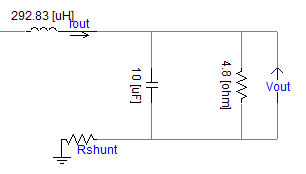 292.83 [uH]
Iout
10 [uF]
4.8 [ohm]
Vout
Rshunt